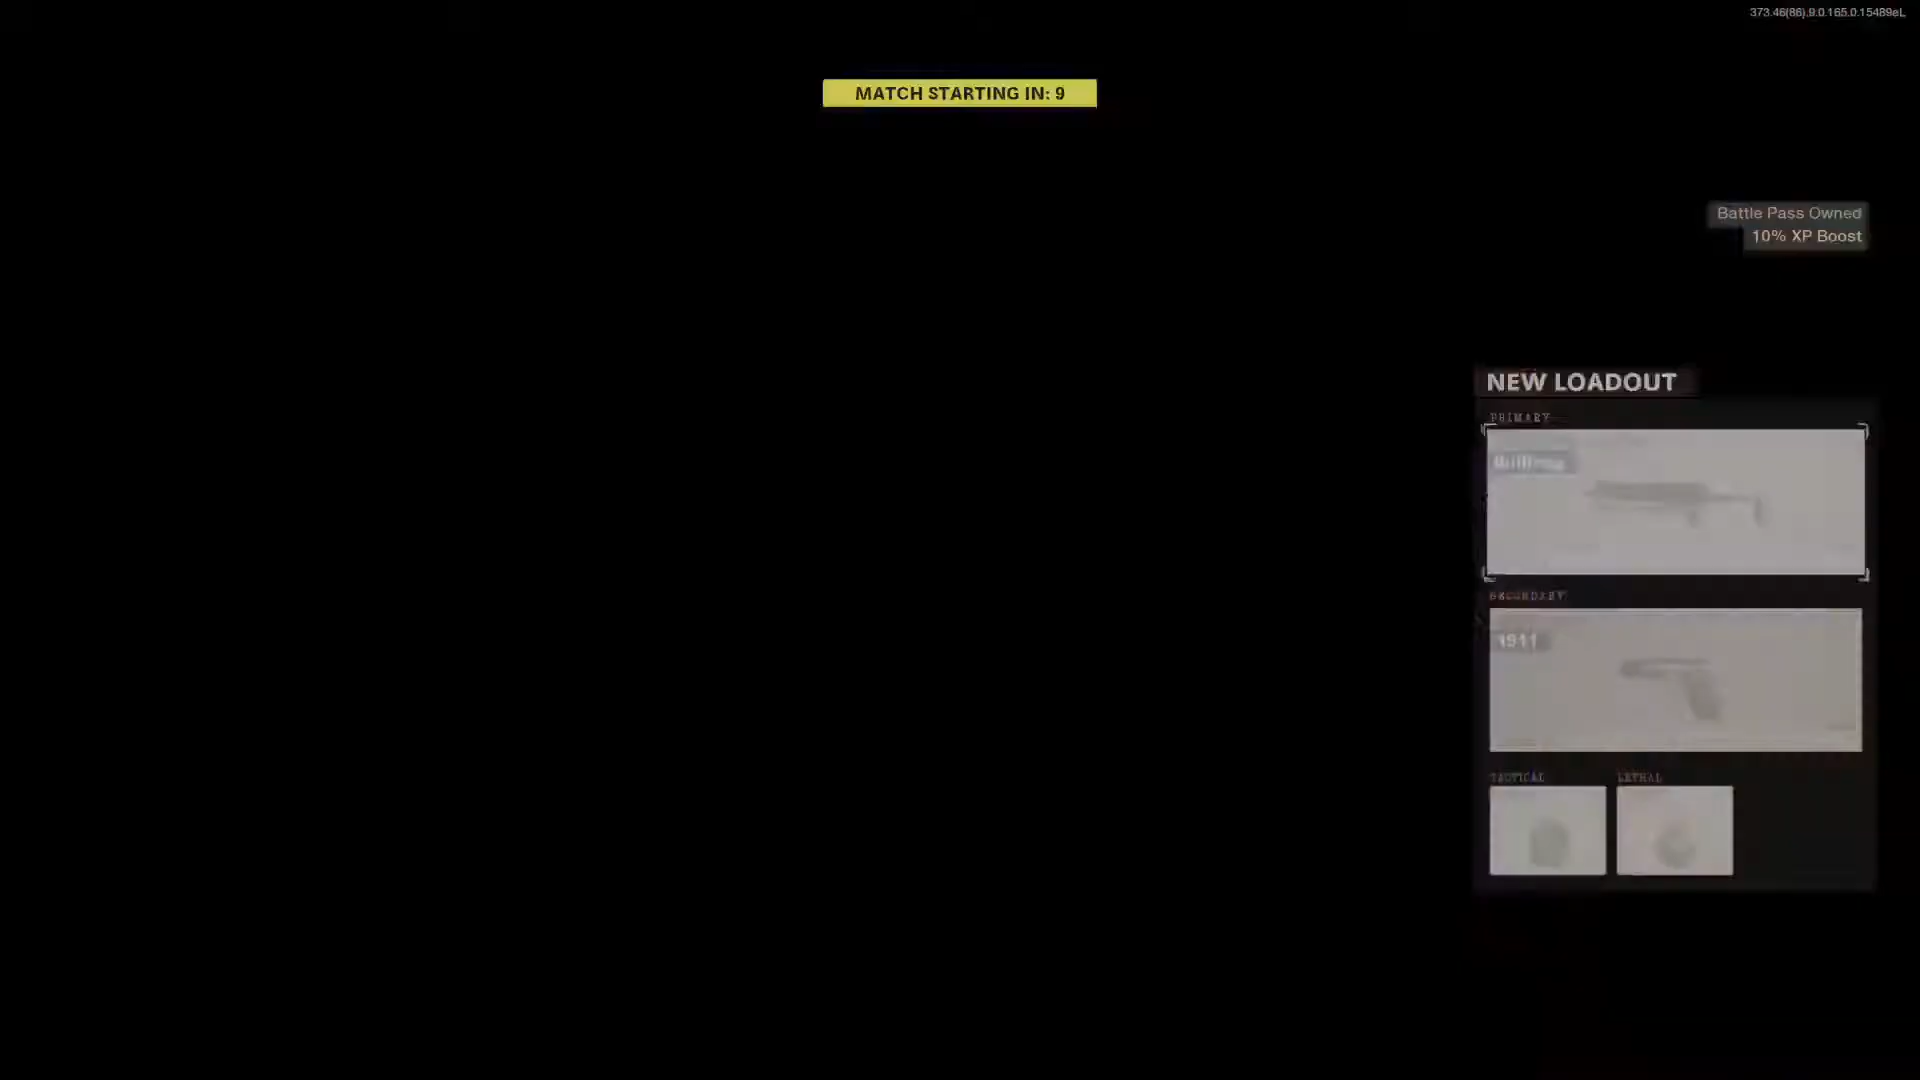 373.46(86).9.0.165.0.15489eL
MATCH STARTING IN: 9
Battle Pass Owned
10% XP Boost
NEW LOADOUT
PRIMARY
SECONDARY
1911
TACTICAL
LETHAL